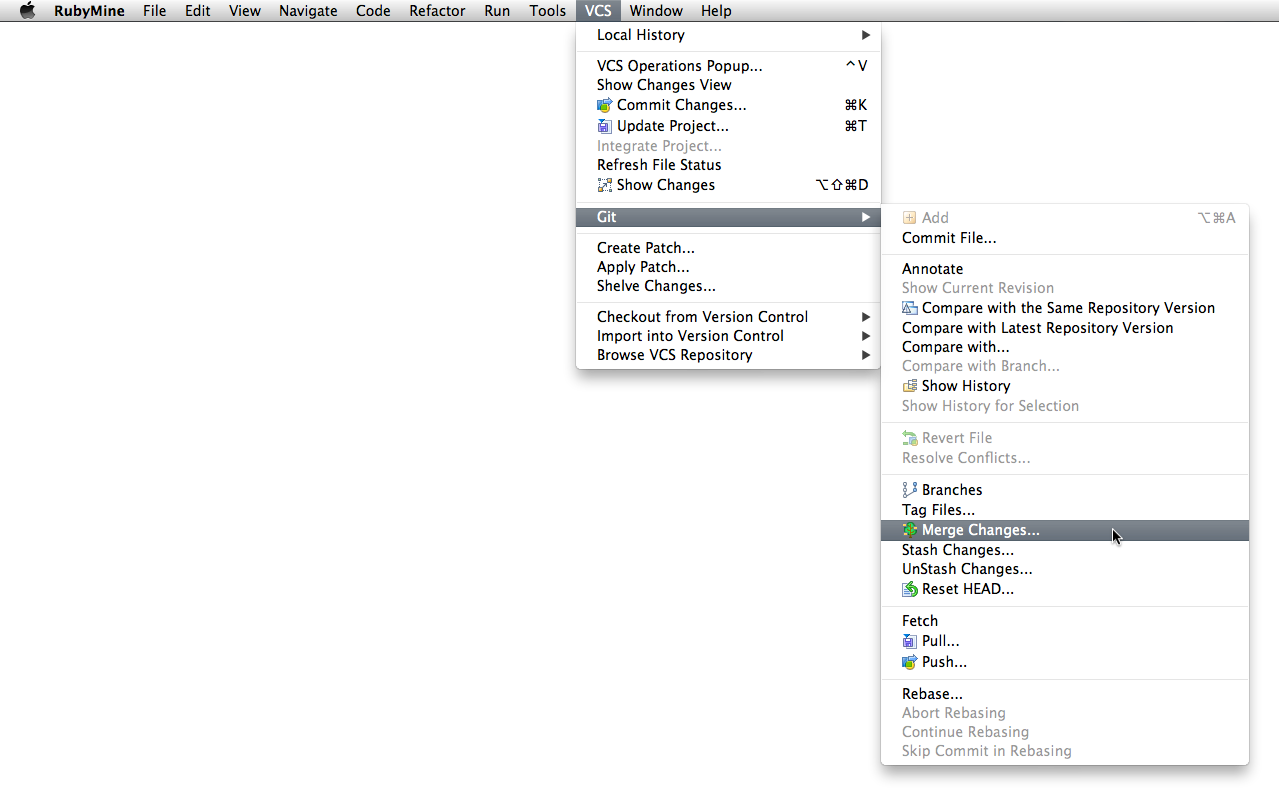 RubyMine File Edit View Navigate Code Refactor Run Tools VCS Window Help
Local History
VCS Operations Popup... ^V
Show Changes View
Commit Changes... ⌘K
Update Project... ⌘T
Integrate Project...
Refresh File Status
Show Changes ⌥⇧⌘D
Git
Create Patch...
Apply Patch...
Shelve Changes...
Checkout from Version Control
Import into Version Control
Browse VCS Repository
Add ⌥⌘A
Commit File...
Annotate
Show Current Revision
Compare with the Same Repository Version
Compare with Latest Repository Version
Compare with...
Compare with Branch...
Show History
Show History for Selection
Revert File
Resolve Conflicts...
Branches
Tag Files...
Merge Changes...
Stash Changes...
UnStash Changes...
Reset HEAD...
Fetch
Pull...
Push...
Rebase...
Abort Rebasing
Continue Rebasing
Skip Commit in Rebasing